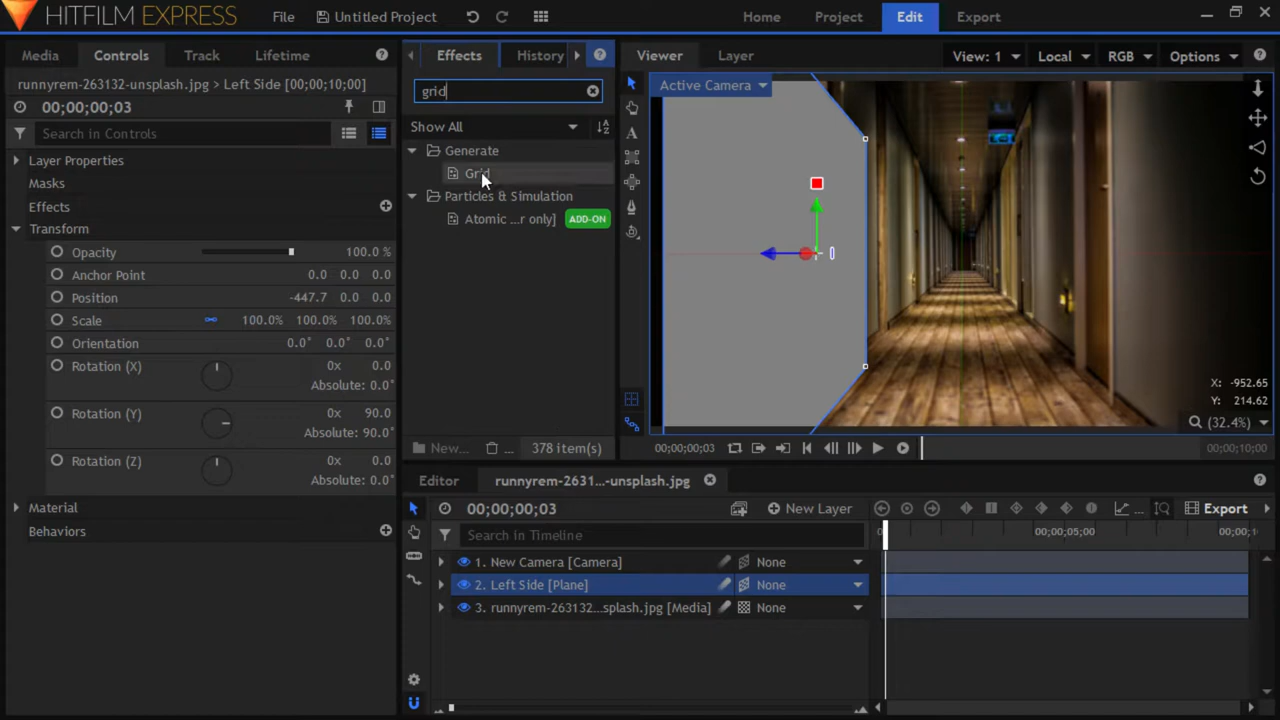 HITFILM EXPRESS
File
Untitled Project
Home
Project
Edit
Export
Media
Controls
Track
Lifetime
runnyrem-263132-unsplash.jpg > Left Side [00;00;10;00]
00;00;00;03
Search in Controls
Layer Properties
Masks
Effects
Transform
Opacity 100.0 %
Anchor Point 0.0 0.0 0.0
Position -447.7 0.0 0.0
Scale 100.0% 100.0% 100.0%
Orientation 0.0° 0.0° 0.0°
Rotation (X) 0x 0.0
Absolute: 0.0°
Rotation (Y) 0x 90.0
Absolute: 90.0°
Rotation (Z) 0x 0.0
Absolute: 0.0°
Material
Behaviors
Effects
History
grid
Show All
Generate
Grid
Particles & Simulation
Atomic ...r only] ADD-ON
New...
...
378 item(s)
Viewer
Layer
View: 1
Local
RGB
Options
Active Camera
X: -952.65
Y: 214.62
(32.4%)
00;00;00;03
00;00;10;00
Editor
runnyrem-2631...-unsplash.jpg
00;00;00;03
New Layer
...
Export
Search in Timeline
00;00;05;00
00;00;1
1. New Camera [Camera] None
2. Left Side [Plane] None
3. runnyrem-263132...splash.jpg [Media] None